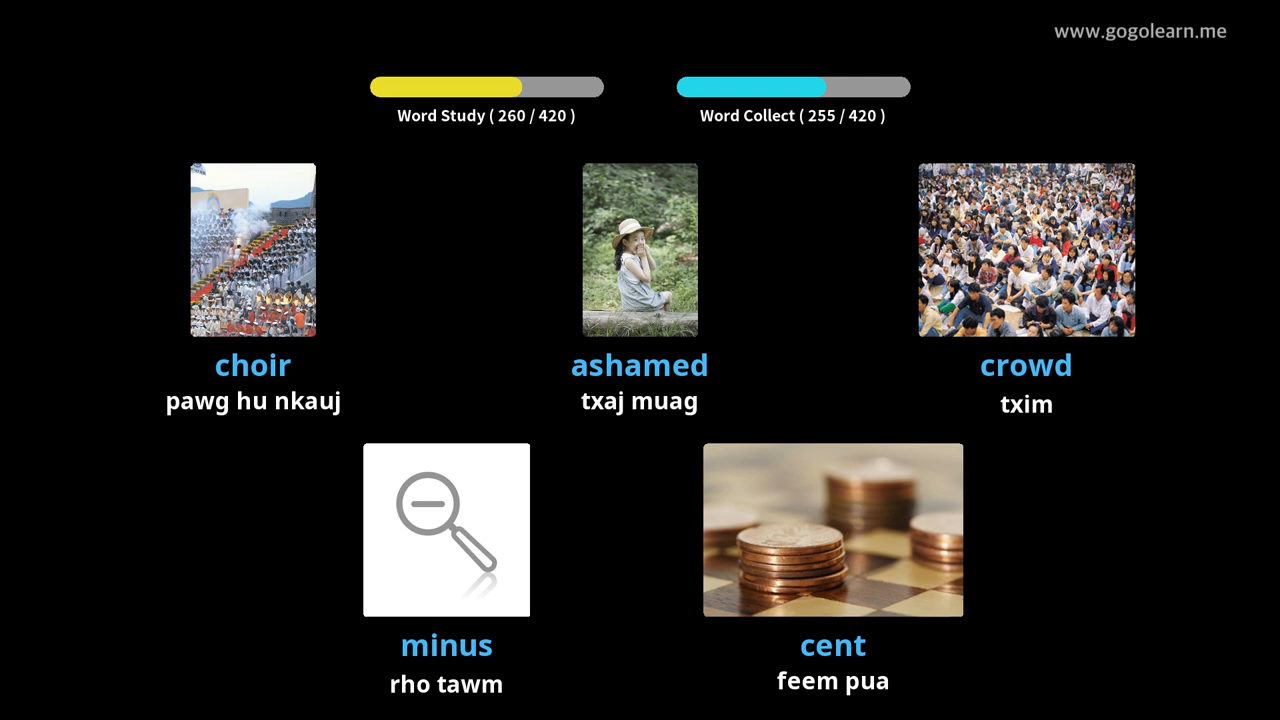 www.gogolearn.me
Word Study ( 260 / 420 )
Word Collect ( 255 / 420 )
choir
pawg hu nkauj
ashamed
txaj muag
crowd
txim
minus
rho tawm
cent
feem pua